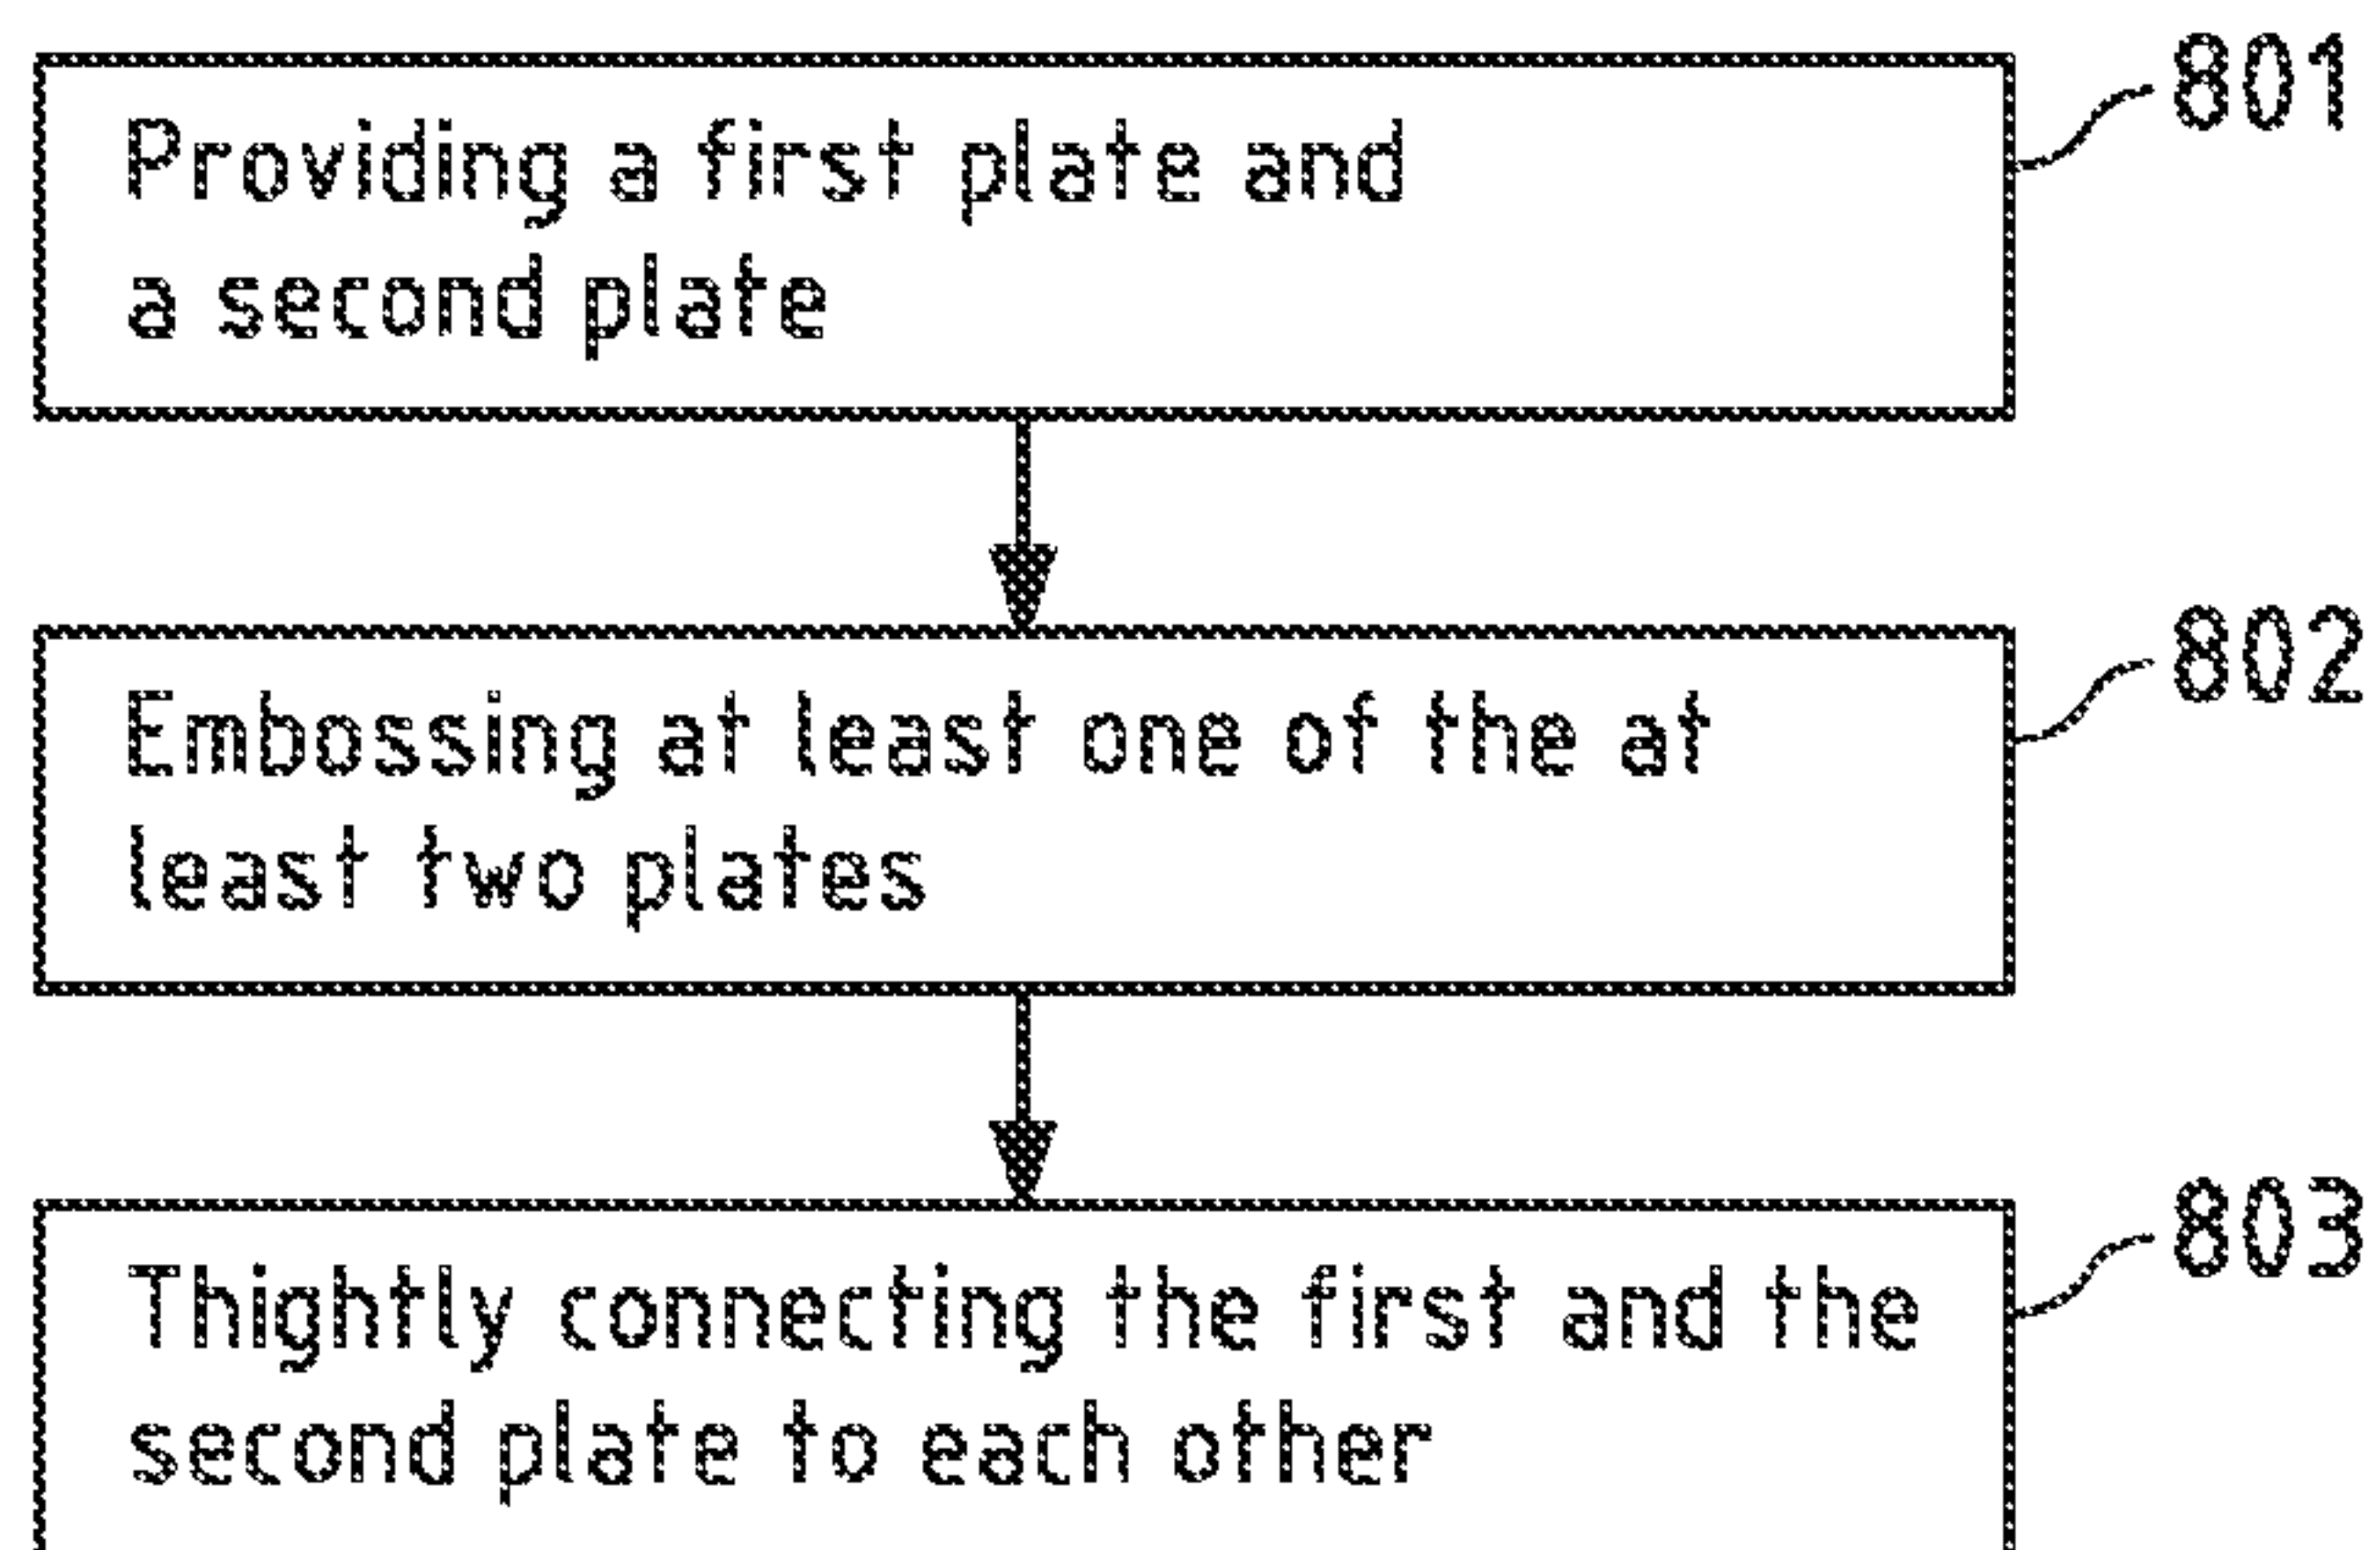 801
Providing a first plate and
a second plate
802
Embossing at least one of the at
least two plates
803
Thightly connecting the first and the
second plate to each other